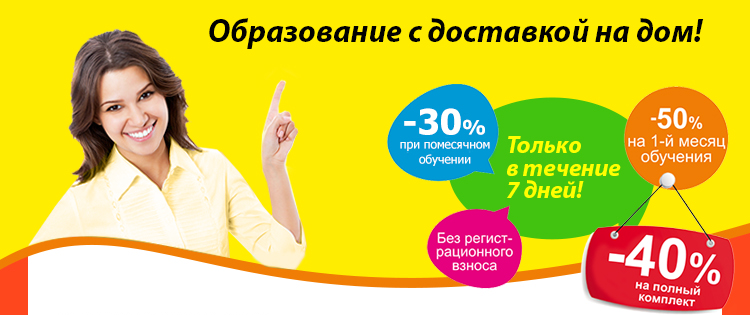 Образование с доставкой на дом!
-30%
при помесячном
обучении
Только
в течение
7 дней!
-50%
на 1-й месяц
обучения
Без регист-
рационного
взноса
-40%
на полный
комплект